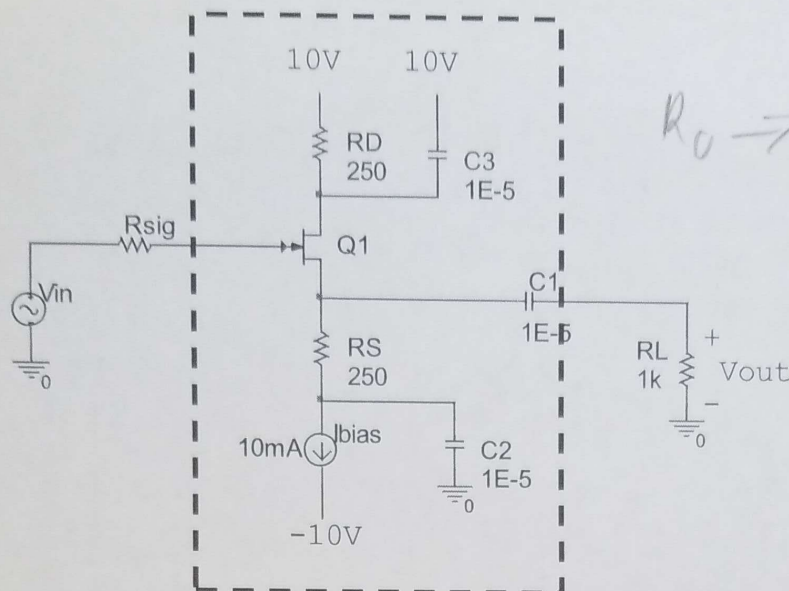 10V 10V
R₀ →
RD
250
C3
1E-5
Rsig
Q1
Vin
0
C1
1E-5
RS
250
RL
1k
+
Vout
-
0
10mA
Ibias
C2
1E-5
0
-10V